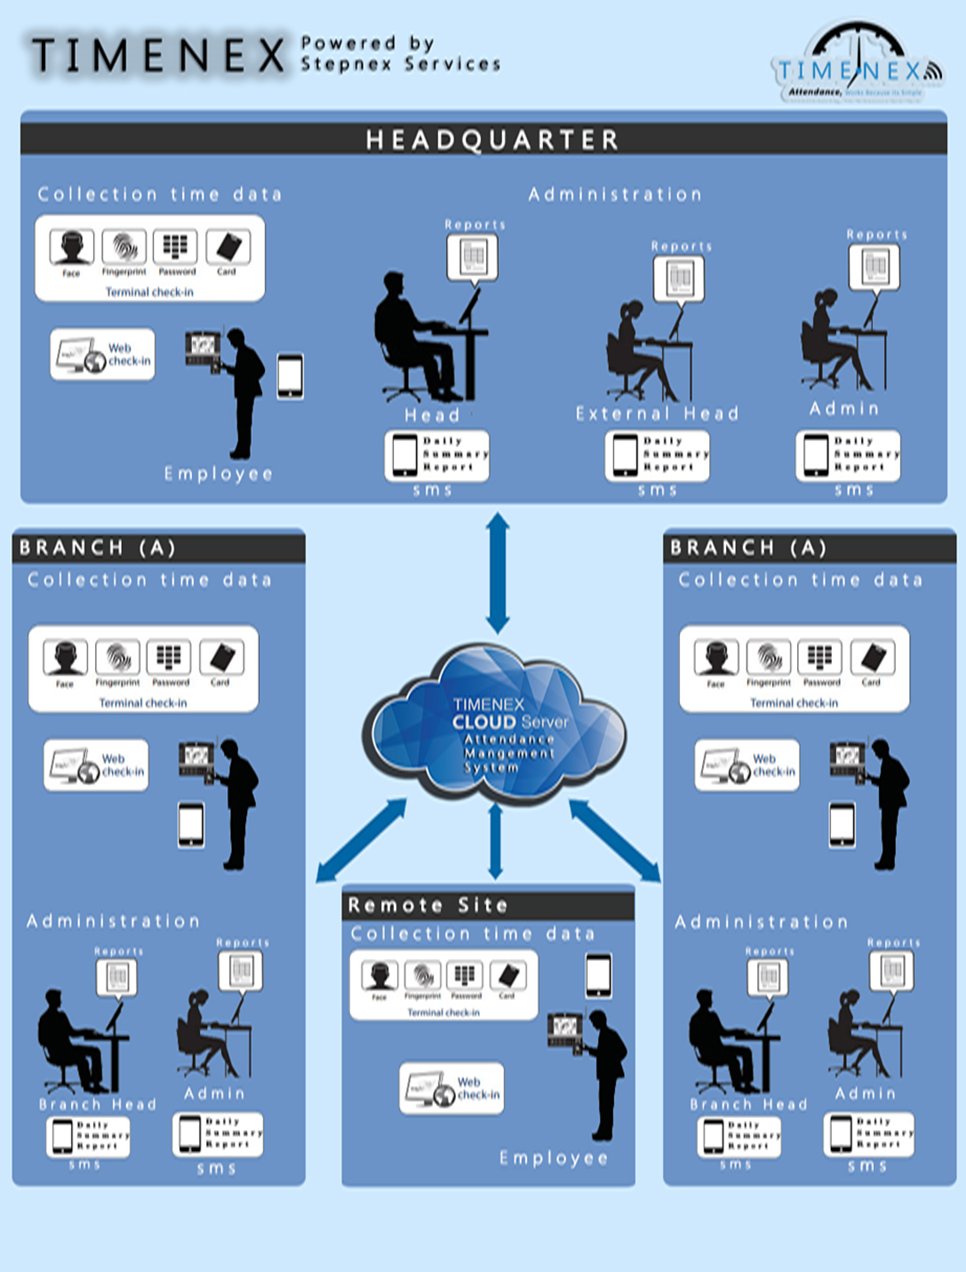 TIMENEX Powered by
Stepnex Services
TIMENEX
Attendance, Works Because its Simple
HEADQUARTER
Collection time data
Administration
Face Fingerprint Password Card
Terminal check-in
Web
check-in
Employee
Reports
Reports
Reports
Head
External Head
Admin
Daily
Summary
Report
sms
Daily
Summary
Report
sms
Daily
Summary
Report
sms
BRANCH (A)
Collection time data
Face Fingerprint Password Card
Terminal check-in
Web
check-in
Administration
Reports
Reports
Branch Head
Admin
Daily
Summary
Report
sms
Daily
Summary
Report
sms
TIMENEX
CLOUD Server
Attendance
Mangement
System
Remote Site
Collection time data
Face Fingerprint Password Card
Terminal check-in
Web
check-in
Employee
BRANCH (A)
Collection time data
Face Fingerprint Password Card
Terminal check-in
Web
check-in
Administration
Reports
Reports
Branch Head
Admin
Daily
Summary
Report
sms
Daily
Summary
Report
sms